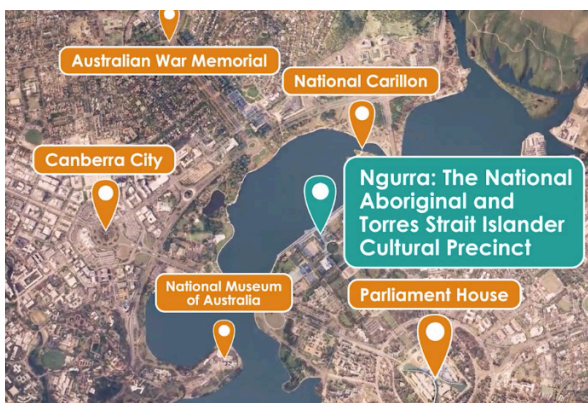 Australian War Memorial
National Carillon
Canberra City
Ngurra: The National
Aboriginal and
Torres Strait Islander
Cultural Precinct
National Museum
of Australia
Parliament House